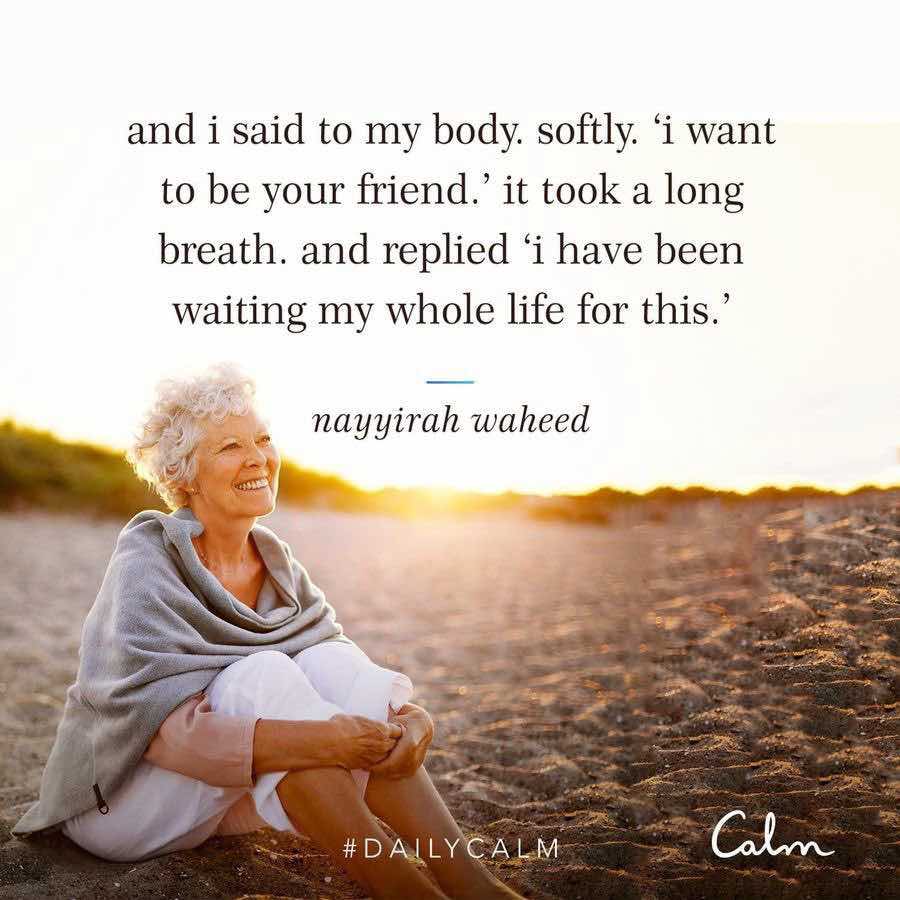 and i said to my body. softly. ‘i want
to be your friend.’ it took a long
breath. and replied ‘i have been
waiting my whole life for this.’
nayyirah waheed
#DAILYCALM
Calm